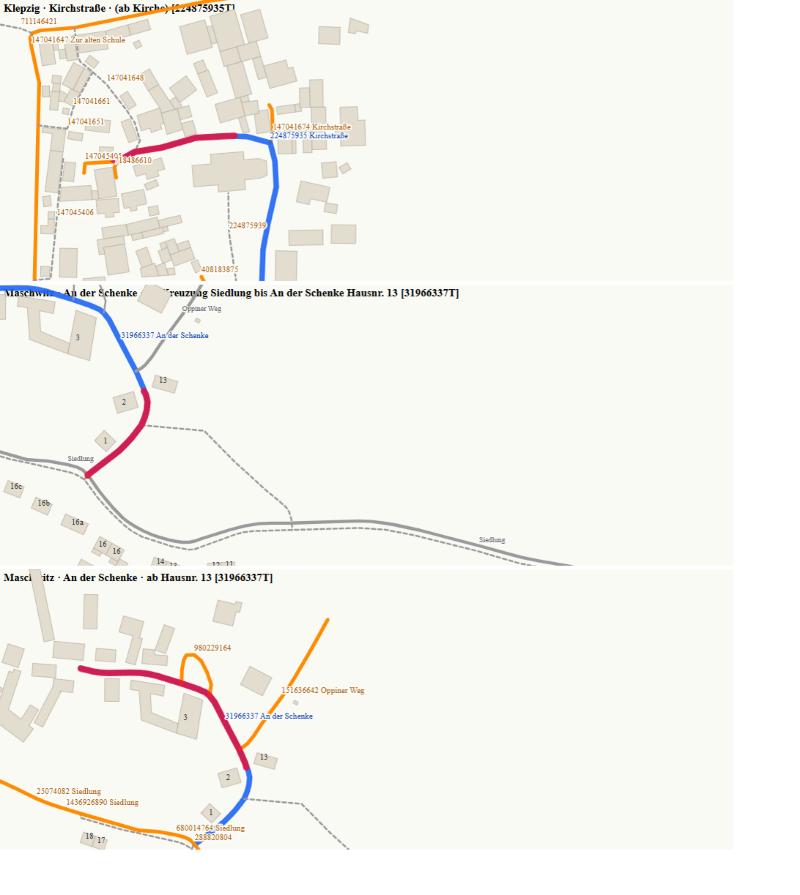 Klepzig · Kirchstraße · (ab Kirche) [224875935T]
711146421
147041647 Zur alten Schule
147041648
147041661
147041651
147041674 Kirchstraße
224875935 Kirchstraße
18486610
147045406
224875939
408183875
Maschwitz · An der Schenke Kreuzung Siedlung bis An der Schenke Hausnr. 13 [31966337T]
Oppiner Weg
31966337 An der Schenke
3
13
2
1
Siedlung
16c
16b
16a
16
16
14
Siedlung
Maschwitz · An der Schenke · ab Hausnr. 13 [31966337T]
980229164
151636642 Oppiner Weg
3
31966337 An der Schenke
13
2
25074082 Siedlung
1436926890 Siedlung
1
680014764 Siedlung
288820804
18
17